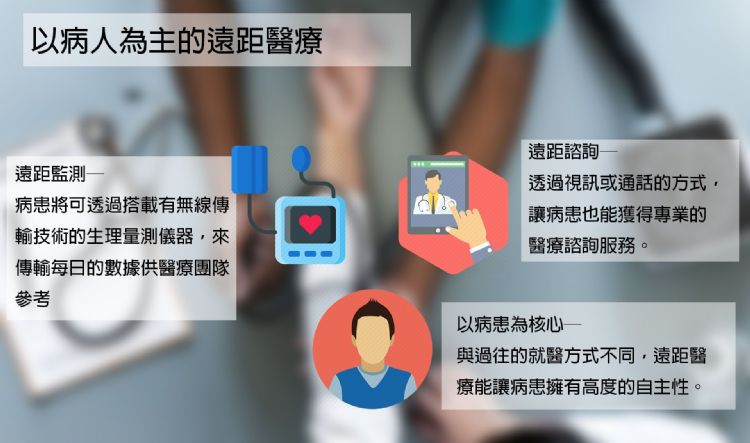 以病人為主的遠距醫療
遠距監測─
病患將可透過搭載有無線傳
輸技術的生理量測儀器，來
傳輸每日的數據供醫療團隊
參考
遠距諮詢─
透過視訊或通話的方式，
讓病患也能獲得專業的
醫療諮詢服務。
以病患為核心─
與過往的就醫方式不同，遠距醫
療能讓病患擁有高度的自主性。